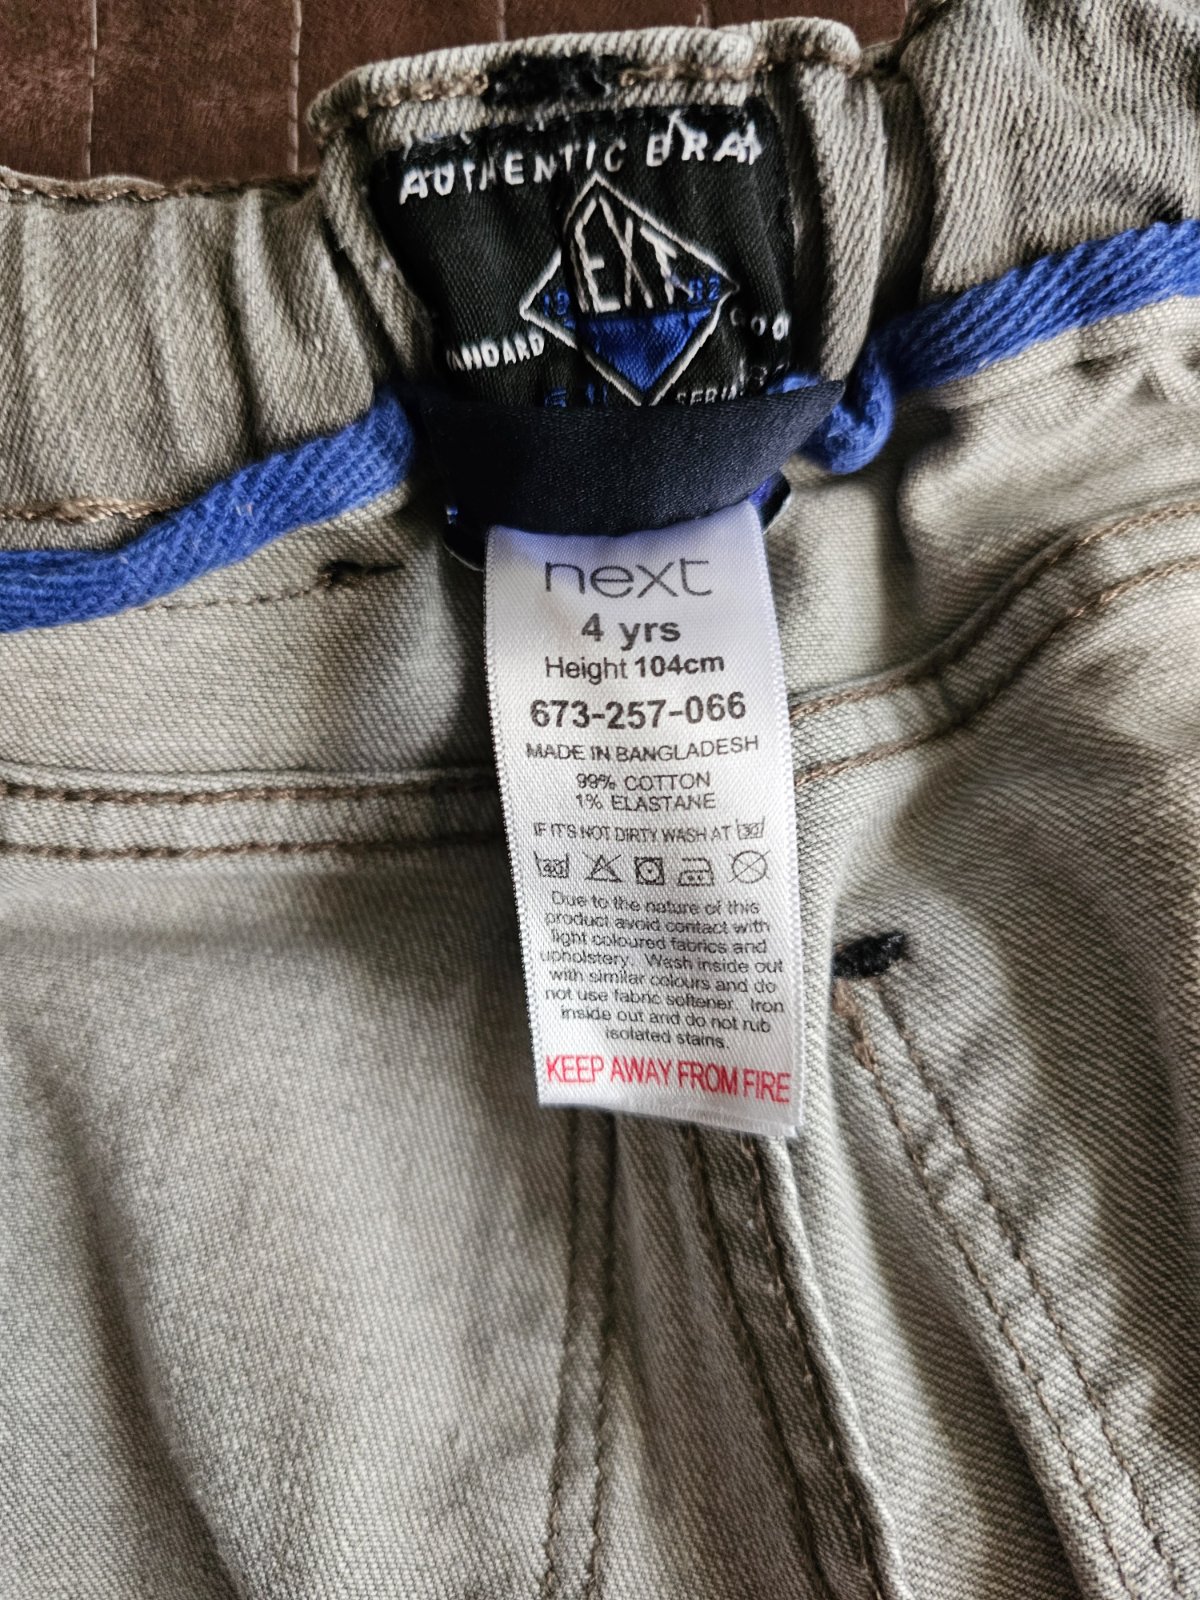 AUTHENTIC
NEXT
next
4 yrs
Height 104cm
673-257-066
MADE IN BANGLADESH
99% COTTON
1% ELASTANE
IF IT'S NOT DIRTY WASH AT 30
40
Due to the nature of this
product avoid contact with
light coloured fabrics and
upholstery. Wash inside out
with similar colours and do
not use fabric softener. Iron
inside out and do not rub
isolated stains.
KEEP AWAY FROM FIRE